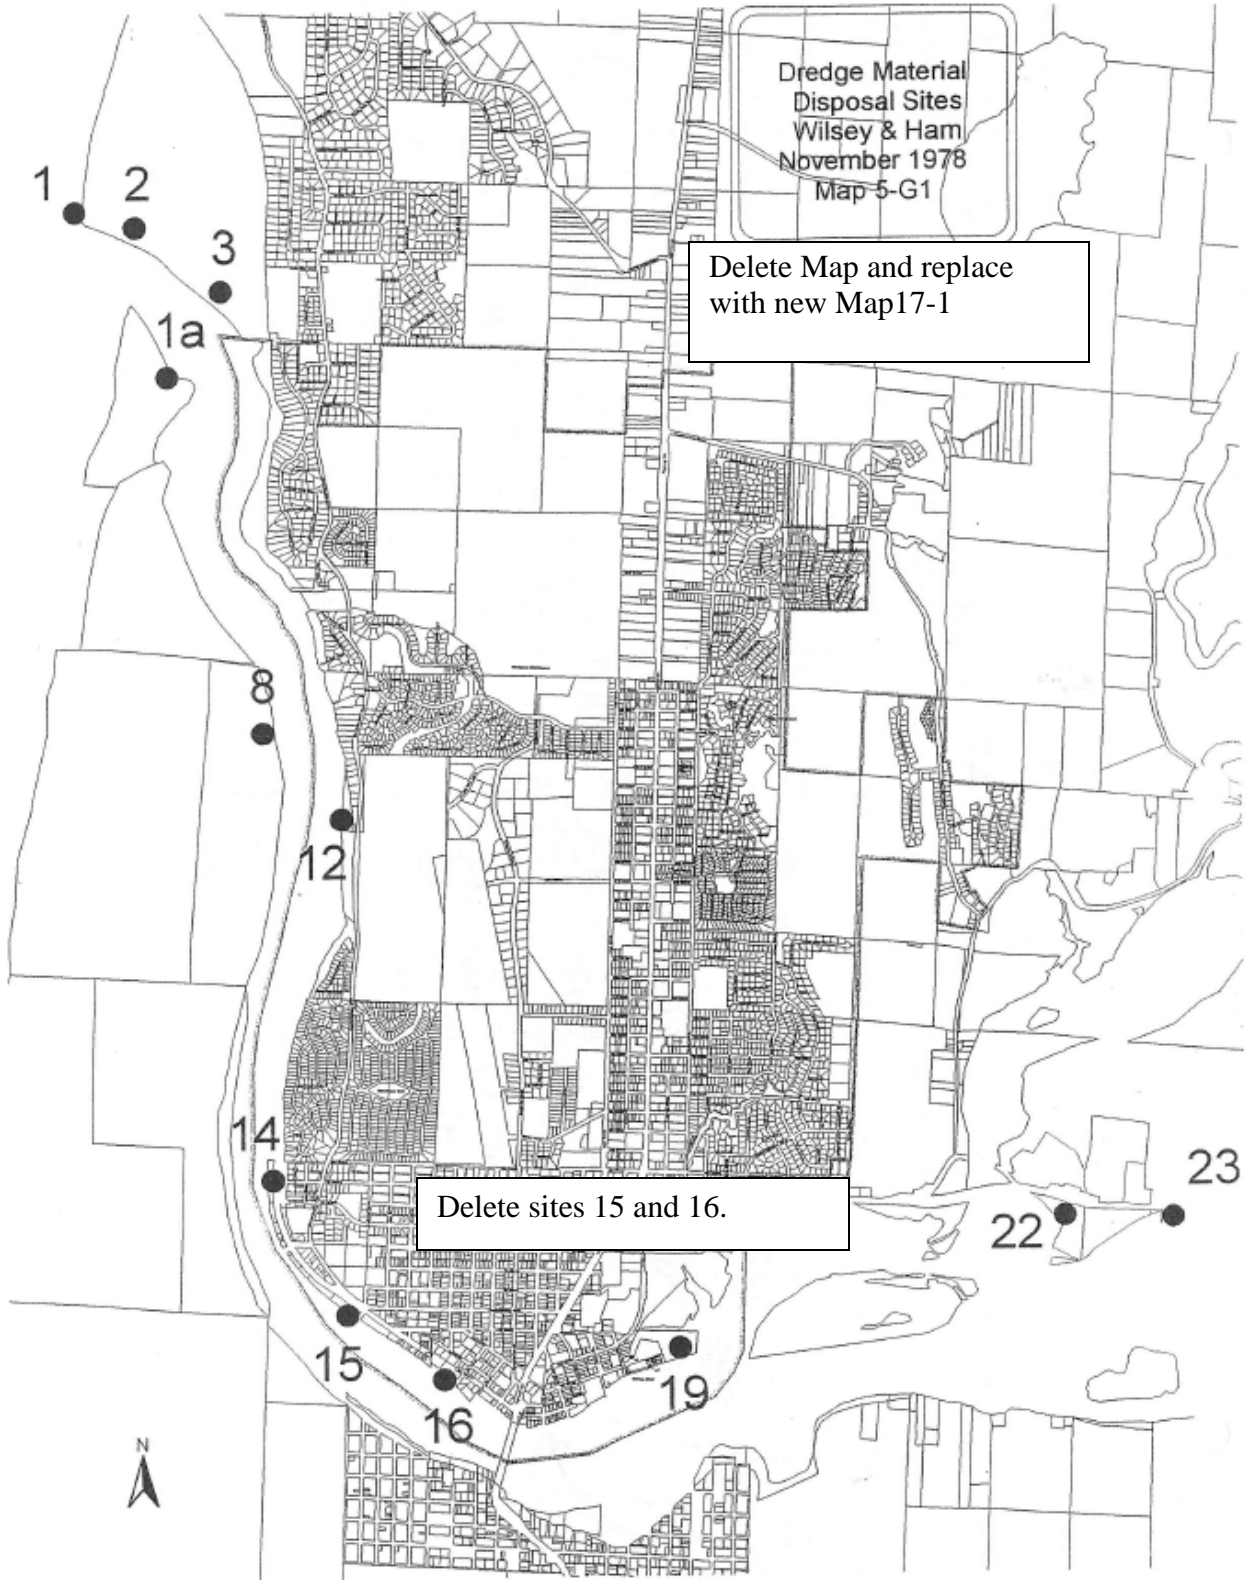 Dredge Material
Disposal Sites
Wilsey & Ham
November 1978
Map 5-G1
1
2
3
1a
Delete Map and replace
with new Map17-1
8
12
14
Delete sites 15 and 16.
23
22
15
19
16
N